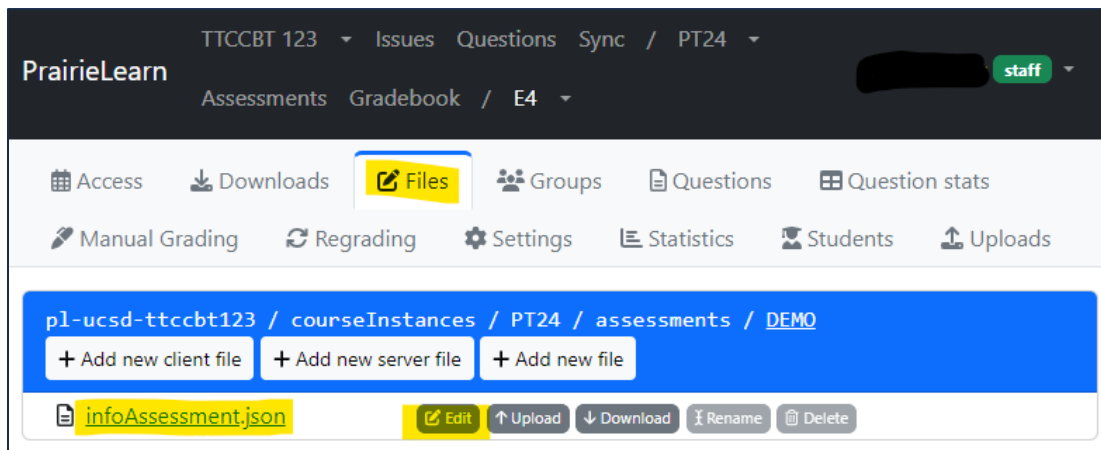 TTCCBT 123 Issues Questions Sync / PT24
PrairieLearn
staff
Assessments Gradebook / E4
Access Downloads Files Groups Questions Question stats
Manual Grading Regrading Settings Statistics Students Uploads
pl-ucsd-ttccbt123 / courseInstances / PT24 / assessments / DEMO
+ Add new client file + Add new server file + Add new file
infoAssessment.json Edit Upload Download Rename Delete